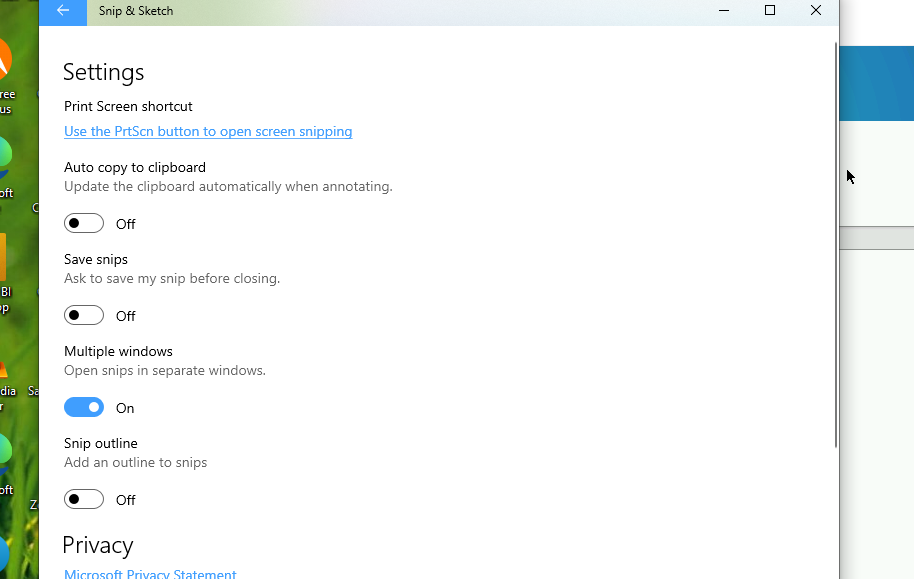 Snip & Sketch
Settings
Print Screen shortcut
Use the PrtScn button to open screen snipping
Auto copy to clipboard
Update the clipboard automatically when annotating.
Off
Save snips
Ask to save my snip before closing.
Off
Multiple windows
Open snips in separate windows.
On
Snip outline
Add an outline to snips
Off
Privacy
Microsoft Privacy Statement
ree
us
oft
C
BI
op
dia
Sa
r
oft
Z